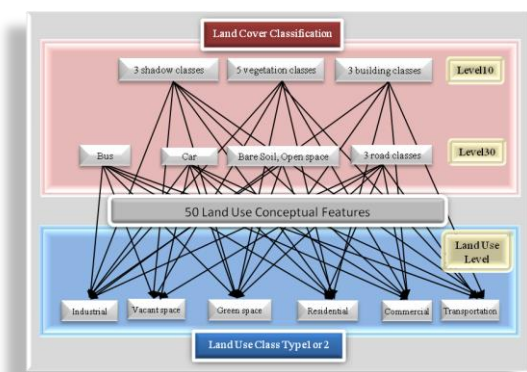 Land Cover Classification
3 shadow classes
5 vegetation classes
3 building classes
Level10
Bus
Car
Bare Soil, Open space
3 road classes
Level30
50 Land Use Conceptual Features
Land Use
Level
Industrial
Vacant space
Green space
Residential
Commercial
Transportation
Land Use Class Type1 or 2